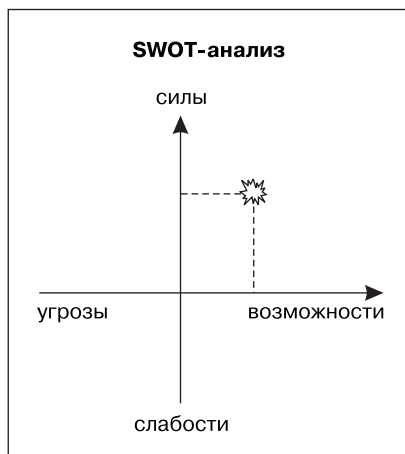 SWOT-анализ
силы
угрозы
возможности
слабости